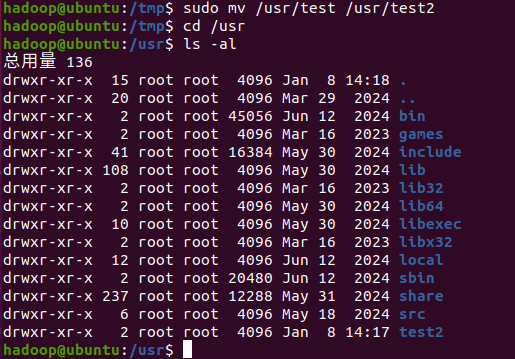 hadoop@ubuntu:/tmp$ sudo mv /usr/test /usr/test2
hadoop@ubuntu:/tmp$ cd /usr
hadoop@ubuntu:/usr$ ls -al
总用量 136
drwxr-xr-x  15 root root  4096 Jan  8 14:18 .
drwxr-xr-x  20 root root  4096 Mar 29  2024 ..
drwxr-xr-x   2 root root 45056 Jun 12  2024 bin
drwxr-xr-x   2 root root  4096 Mar 16  2023 games
drwxr-xr-x  41 root root 16384 May 30  2024 include
drwxr-xr-x 108 root root  4096 May 30  2024 lib
drwxr-xr-x   2 root root  4096 Mar 16  2023 lib32
drwxr-xr-x   2 root root  4096 May 30  2024 lib64
drwxr-xr-x  10 root root  4096 May 30  2024 libexec
drwxr-xr-x   2 root root  4096 Mar 16  2023 libx32
drwxr-xr-x  12 root root  4096 Jun 12  2024 local
drwxr-xr-x   2 root root 20480 Jun 12  2024 sbin
drwxr-xr-x 237 root root 12288 May 31  2024 share
drwxr-xr-x   6 root root  4096 May 18  2024 src
drwxr-xr-x   2 root root  4096 Jan  8 14:17 test2
hadoop@ubuntu:/usr$